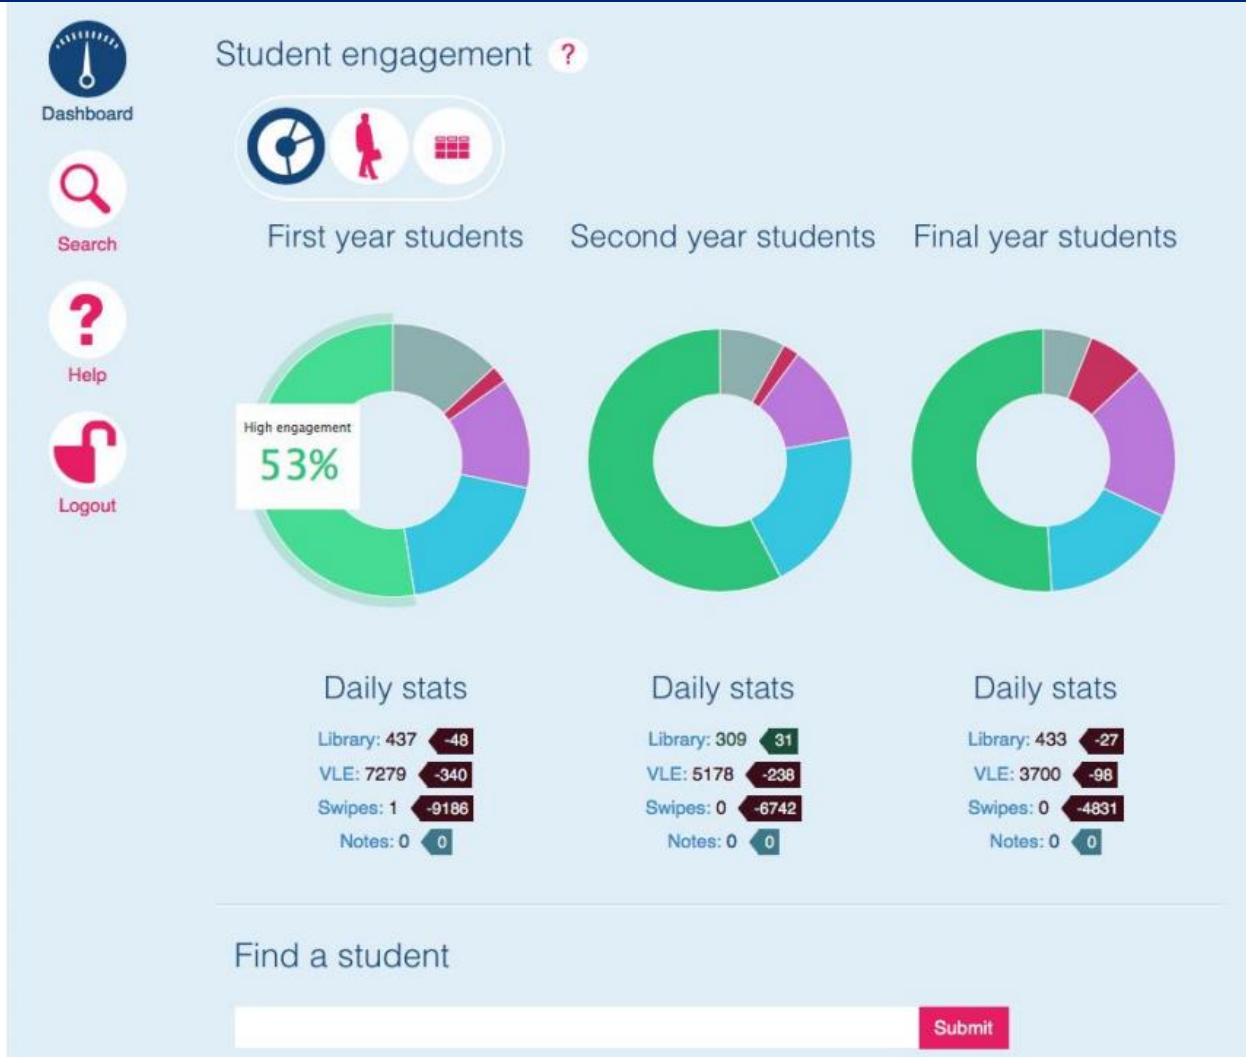 Dashboard
Search
?
Help
Logout
Student engagement ?
First year students
Second year students
Final year students
High engagement
53%
Daily stats
Library: 437 -48
VLE: 7279 -340
Swipes: 1 -9186
Notes: 0 0
Daily stats
Library: 309 31
VLE: 5178 -238
Swipes: 0 -6742
Notes: 0 0
Daily stats
Library: 433 -27
VLE: 3700 -98
Swipes: 0 -4831
Notes: 0 0
Find a student
Submit